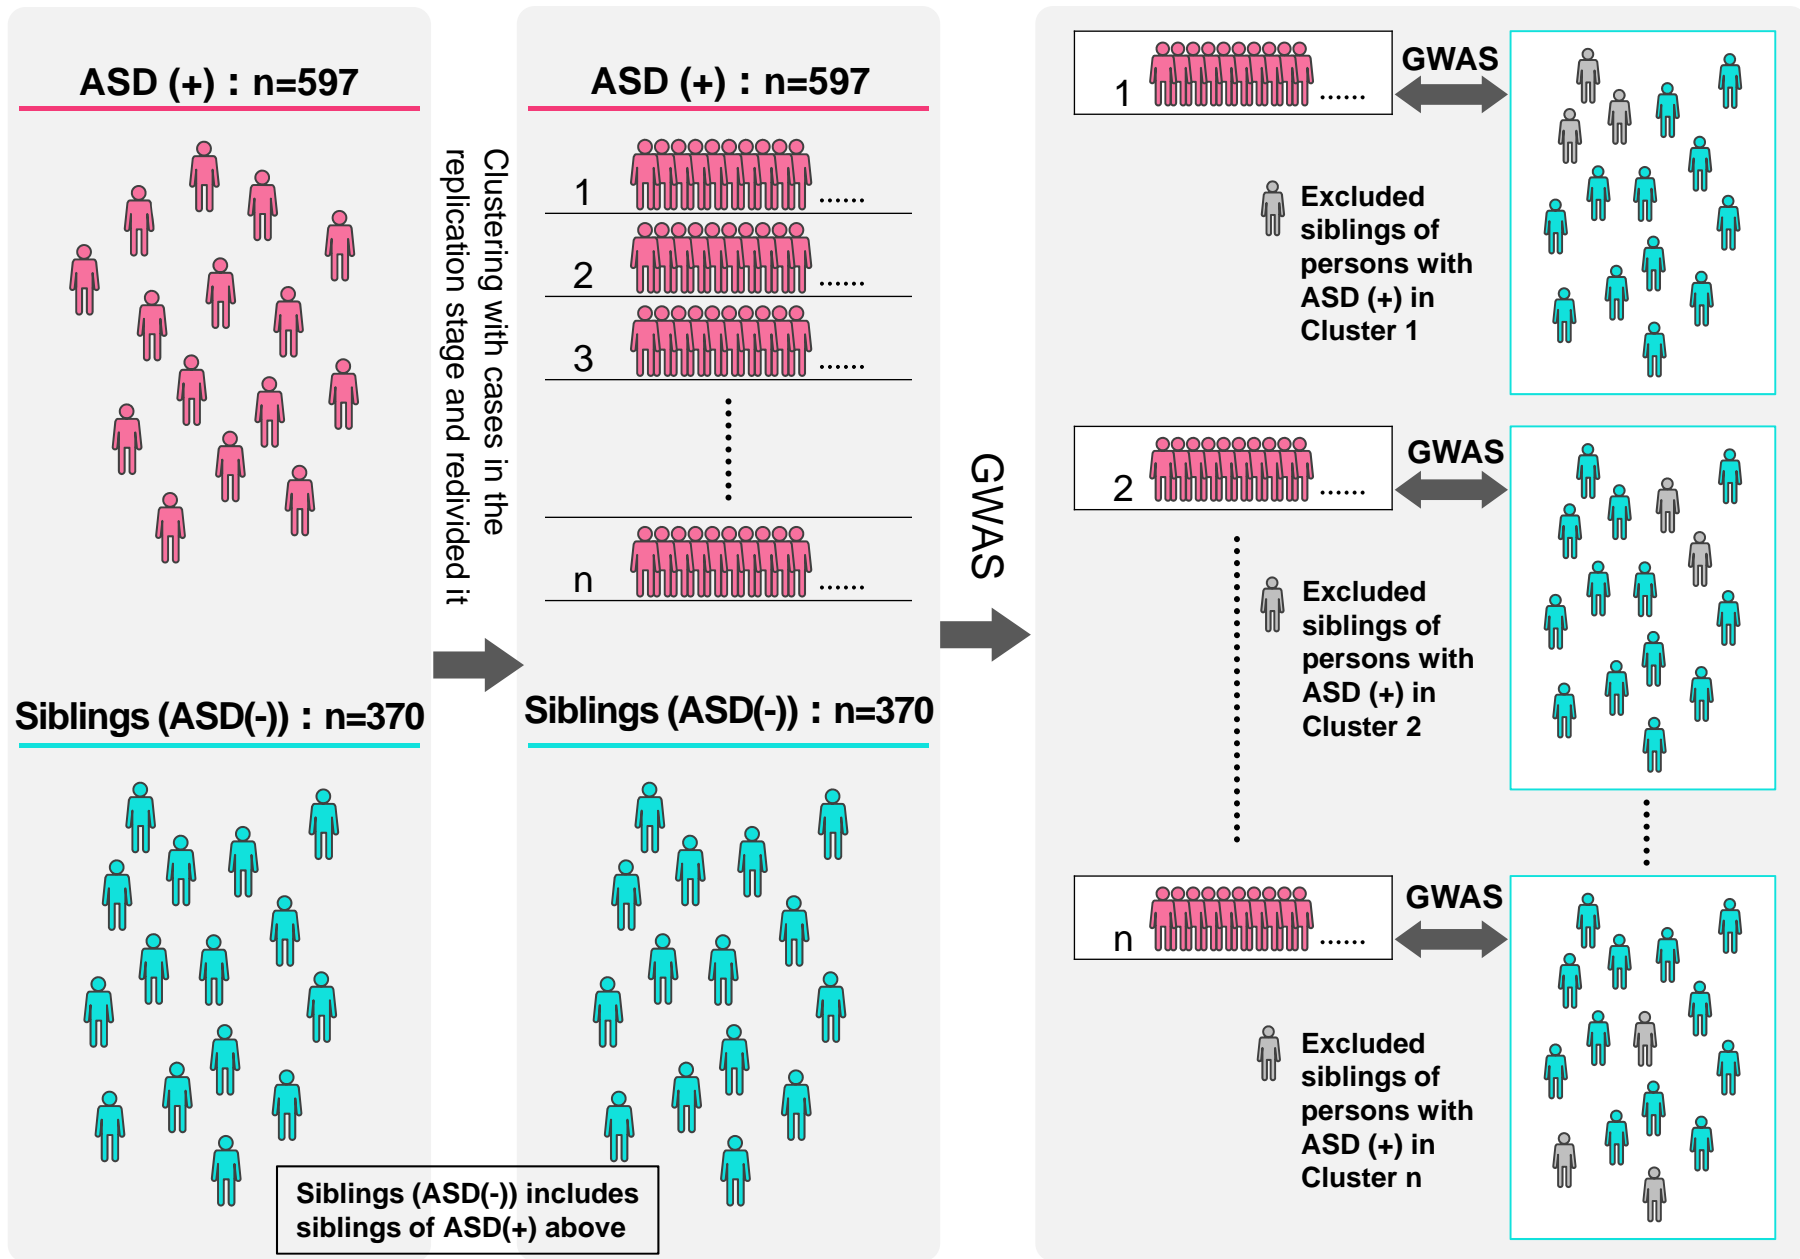 ASD (+) : n=597
Siblings (ASD(-)) : n=370
Clustering with cases in the
replication stage and redivided it
ASD (+) : n=597
1 ......
2 ......
3 ......
n ......
Siblings (ASD(-)) : n=370
Siblings (ASD(-)) includes
siblings of ASD(+) above
GWAS
1 ......
GWAS
Excluded
siblings of
persons with
ASD (+) in
Cluster 1
2 ......
GWAS
Excluded
siblings of
persons with
ASD (+) in
Cluster 2
n ......
GWAS
Excluded
siblings of
persons with
ASD (+) in
Cluster n